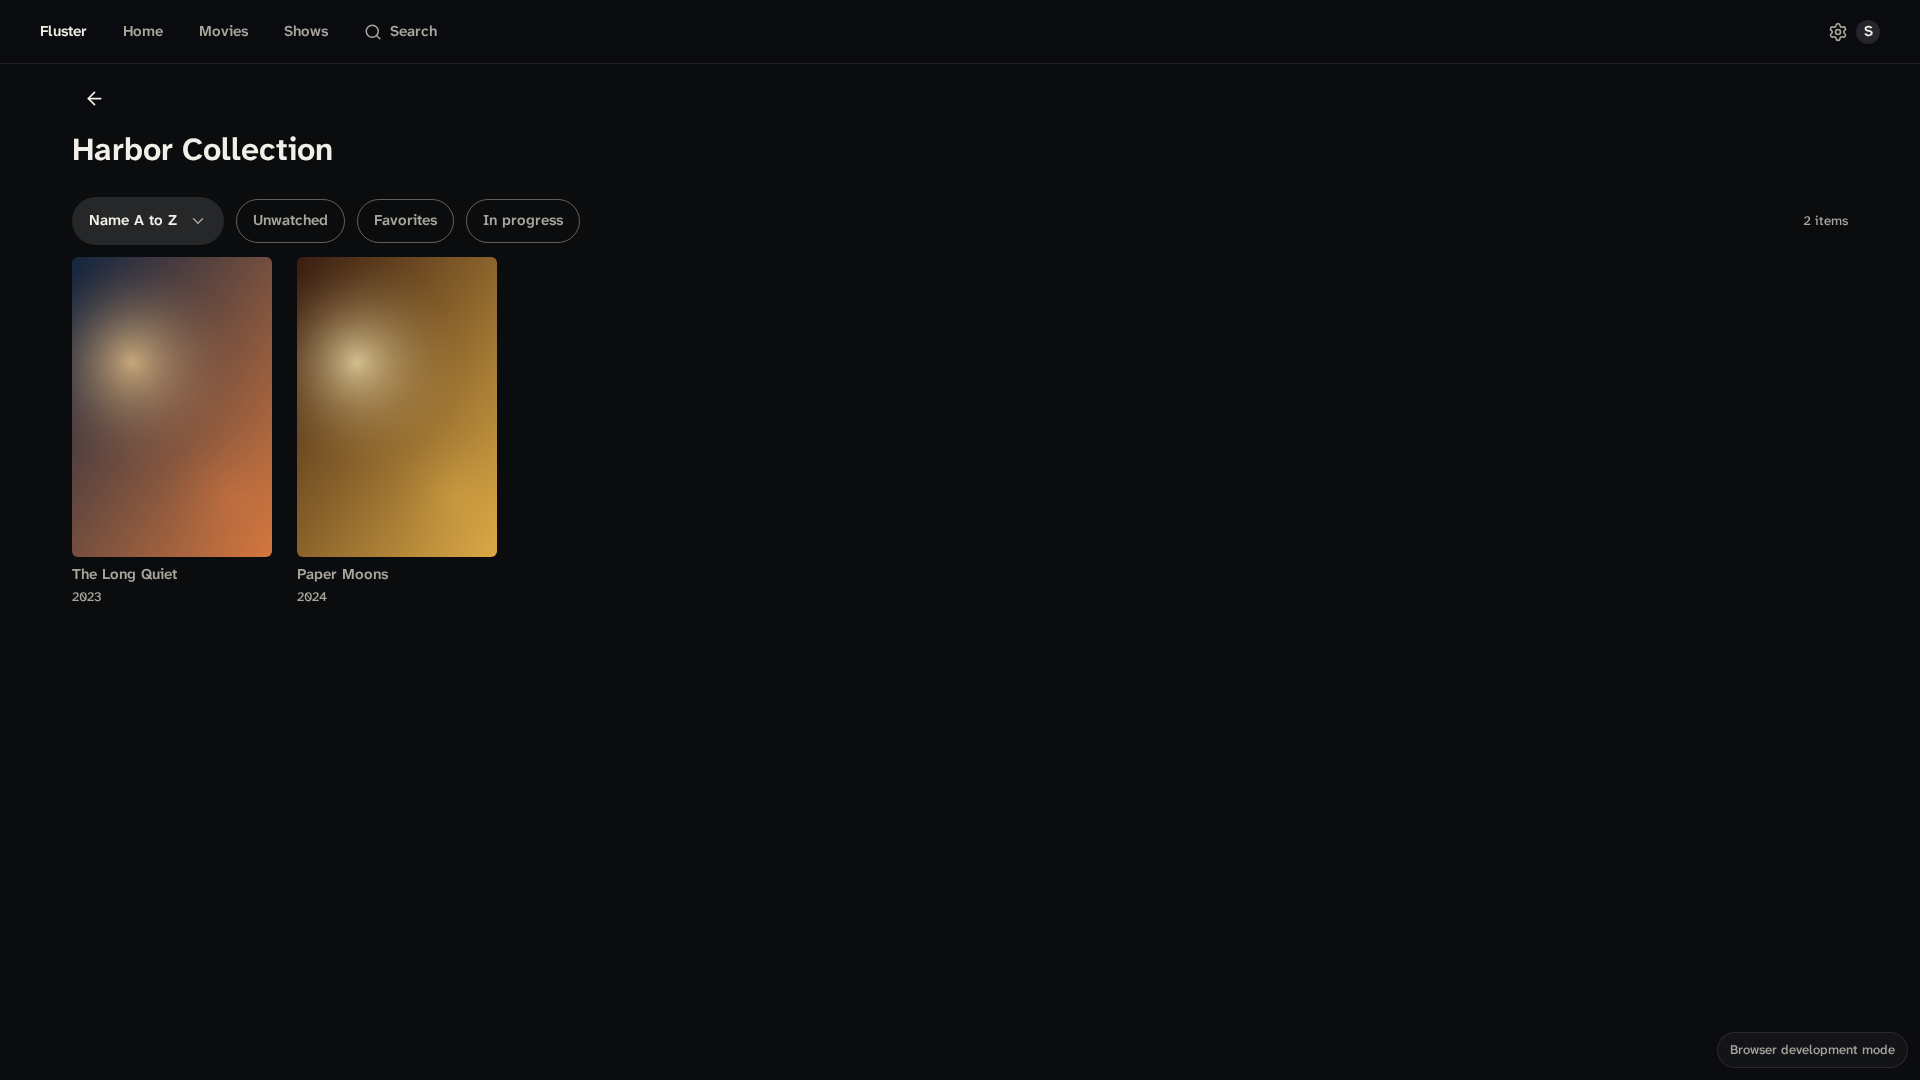 Fluster Home Movies Shows Search S
Harbor Collection
Name A to Z Unwatched Favorites In progress 2 items
The Long Quiet Paper Moons
2023 2024
Browser development mode